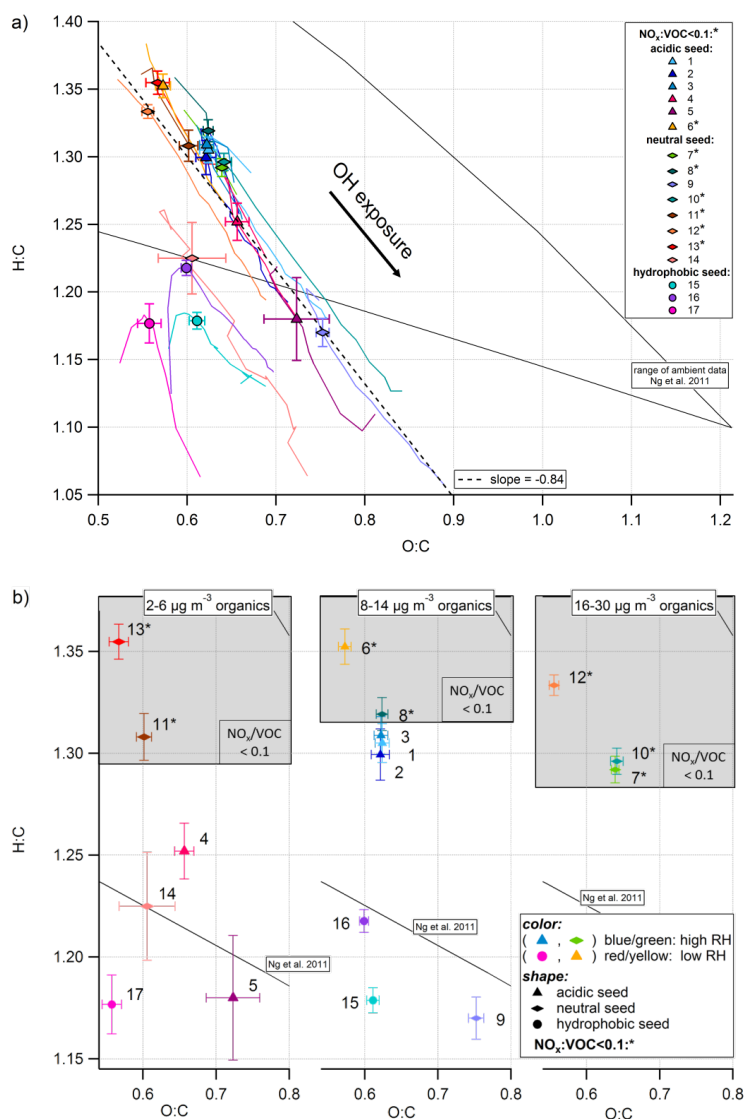 a)
1.40
1.35
1.30
1.25
1.20
1.15
1.10
1.05
H:C
0.5
0.6
0.7
0.8
0.9
1.0
1.1
1.2
O:C
OH exposure
range of ambient data
Ng et al. 2011
slope = -0.84
NOx:VOC<0.1:*
acidic seed:
1
2
3
4
5
6*
neutral seed:
7*
8*
9
10*
11*
12*
13*
14
hydrophobic seed:
15
16
17
b)
2-6 µg m-3 organics
8-14 µg m-3 organics
16-30 µg m-3 organics
1.35
1.30
1.25
1.20
1.15
H:C
13*
11*
NOx/VOC
< 0.1
4
14
Ng et al. 2011
17
5
6*
NOx/VOC
< 0.1
8*
3
1
2
16
Ng et al. 2011
15
9
12*
10*
7*
NOx/VOC
< 0.1
Ng et al. 2011
color:
( , ) blue/green: high RH
( , ) red/yellow: low RH
shape:
acidic seed
neutral seed
hydrophobic seed
NOx:VOC<0.1:*
0.6
0.7
0.8
O:C
0.6
0.7
0.8
O:C
0.6
0.7
0.8
O:C